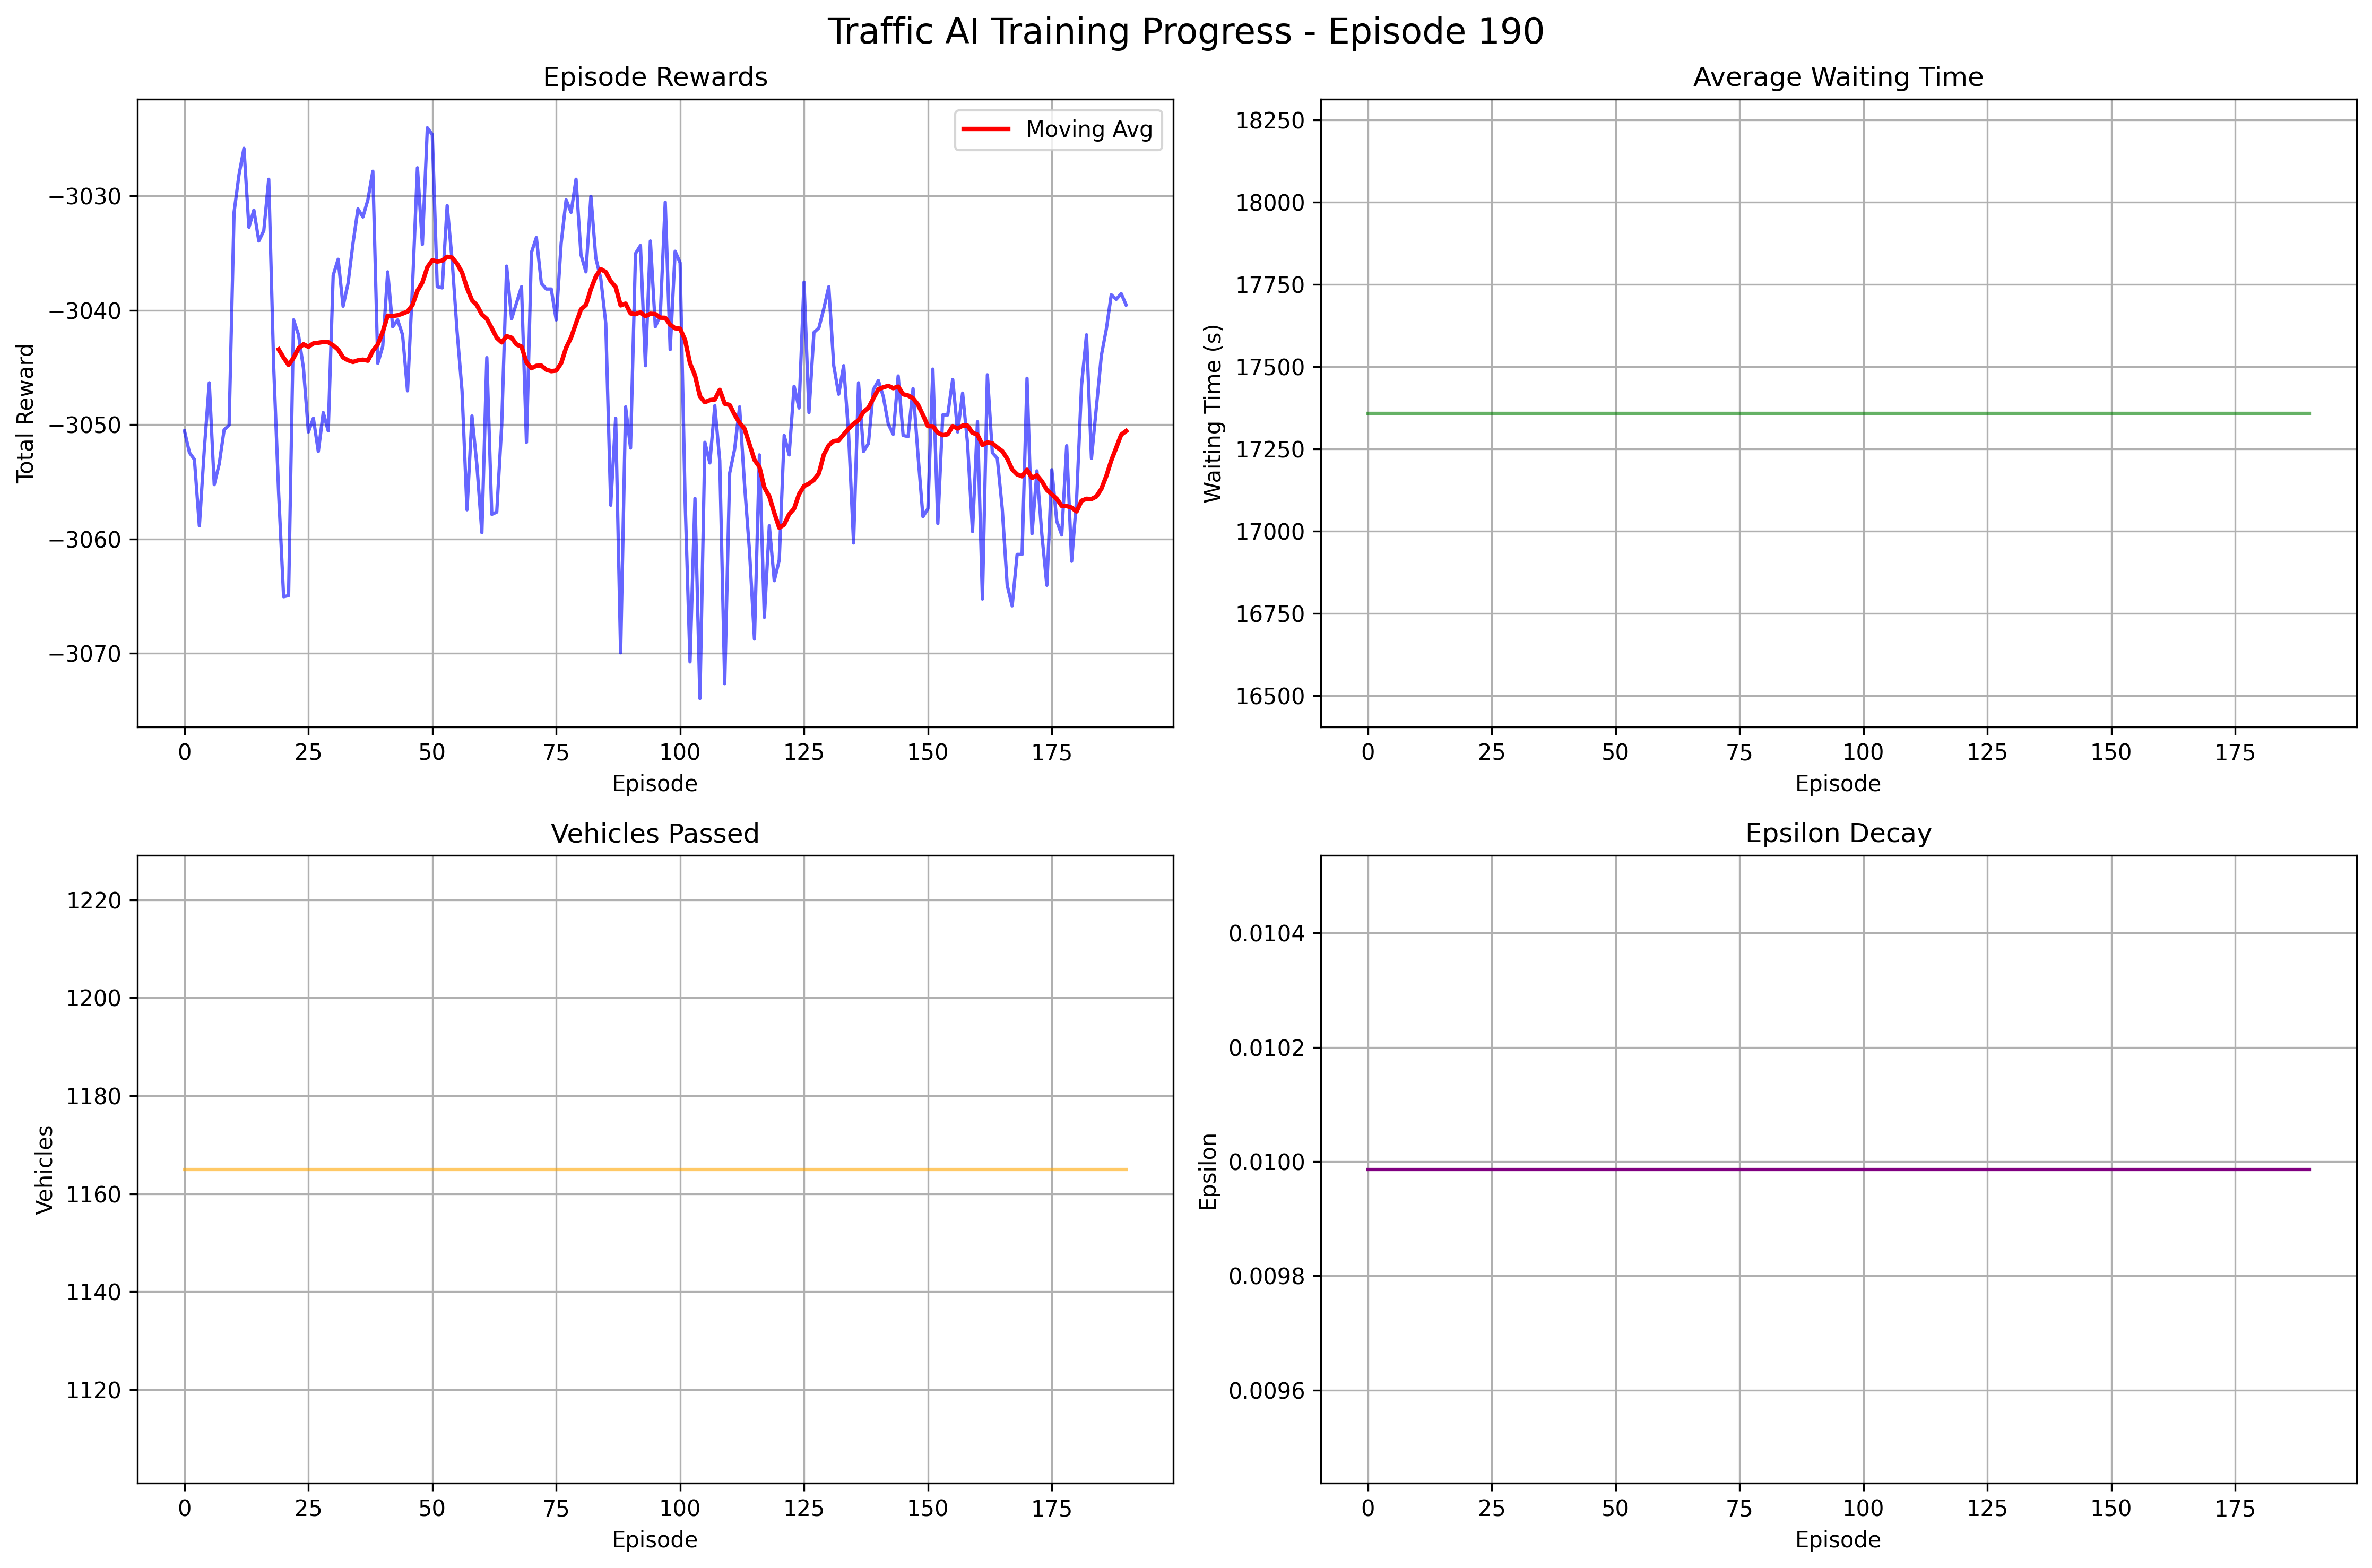 Traffic AI Training Progress - Episode 190
Episode Rewards
Moving Avg
−3030
−3040
−3050
−3060
−3070
Total Reward
0 25 50 75 100 125 150 175
Episode
Average Waiting Time
18250
18000
17750
17500
17250
17000
16750
16500
Waiting Time (s)
0 25 50 75 100 125 150 175
Episode
Vehicles Passed
1220
1200
1180
1160
1140
1120
Vehicles
0 25 50 75 100 125 150 175
Episode
Epsilon Decay
0.0104
0.0102
0.0100
0.0098
0.0096
Epsilon
0 25 50 75 100 125 150 175
Episode